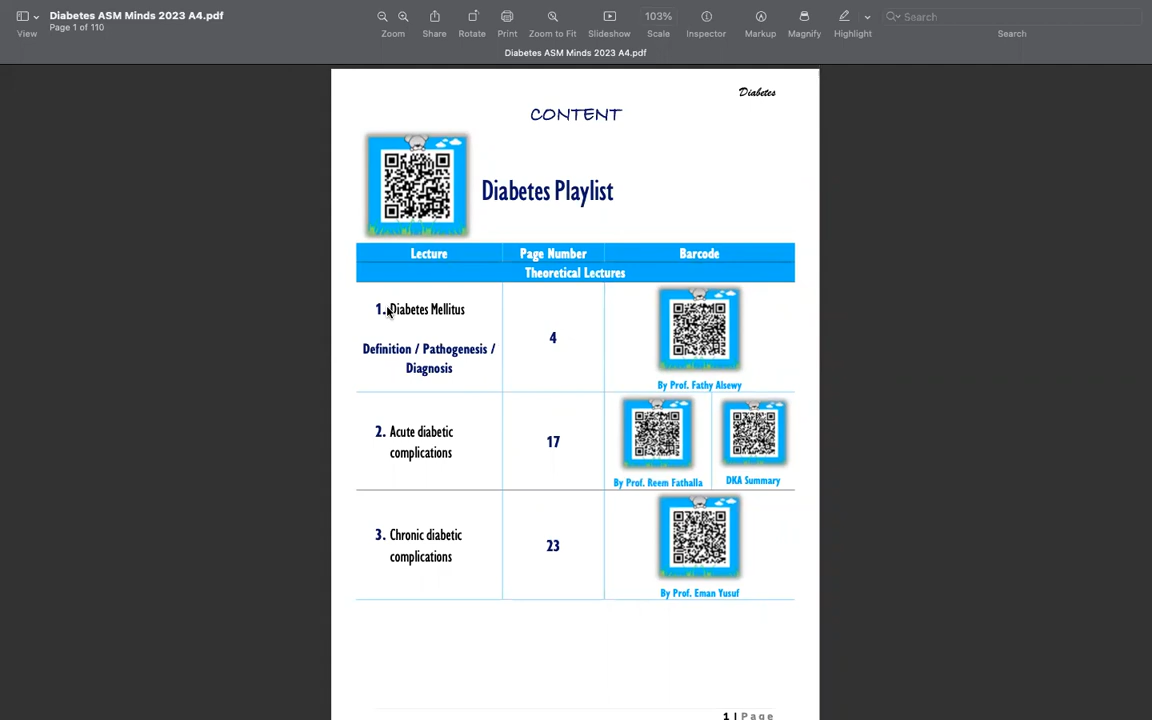 Diabetes ASM Minds 2023 A4.pdf
Page 1 of 110
View
Zoom
Share
Rotate
Print
Zoom to Fit
Slideshow
103%
Scale
Inspector
Markup
Magnify
Highlight
Search
Search
Diabetes ASM Minds 2023 A4.pdf
Diabetes
CONTENT
Diabetes Playlist
Lecture Page Number Barcode
Theoretical Lectures
1. Diabetes Mellitus
Definition / Pathogenesis /
Diagnosis
4
By Prof. Fathy Alsewy
2. Acute diabetic
complications
17
By Prof. Reem Fathalla
DKA Summary
3. Chronic diabetic
complications
23
By Prof. Eman Yusuf
1 | Page